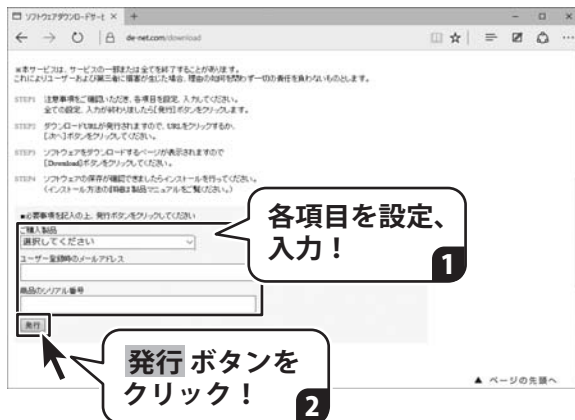 ソフトウェアダウンロードサービ
de-net.com/download
※本サービスは、サービスの一部または全てを終了することがあります。
これによりユーザーおよび第三者に損害が生じた場合、理由の如何を問わず一切の責任を負わないものとします。
STEP1 注意事項をご確認いただき、各項目を設定、入力してください。
全ての設定、入力が終わりましたら[発行]ボタンをクリックします。
STEP2 ダウンロードURLが発行されますので、URLをクリックするか、
[次へ]ボタンをクリックしてください。
STEP3 ソフトウェアをダウンロードするページが表示されますので
[Download]ボタンをクリックしてください。
STEP4 ソフトウェアの保存が確認できましたらインストールを行ってください。
(インストール方法の詳細は製品マニュアルをご覧ください。)
■必要事項を記入の上、発行ボタンをクリックしてください
ご購入製品
選択してください
ユーザー登録時のメールアドレス
商品のシリアル番号
発行
各項目を設定、
入力!
1
発行 ボタンを
クリック!
2
▲ ページの先頭へ